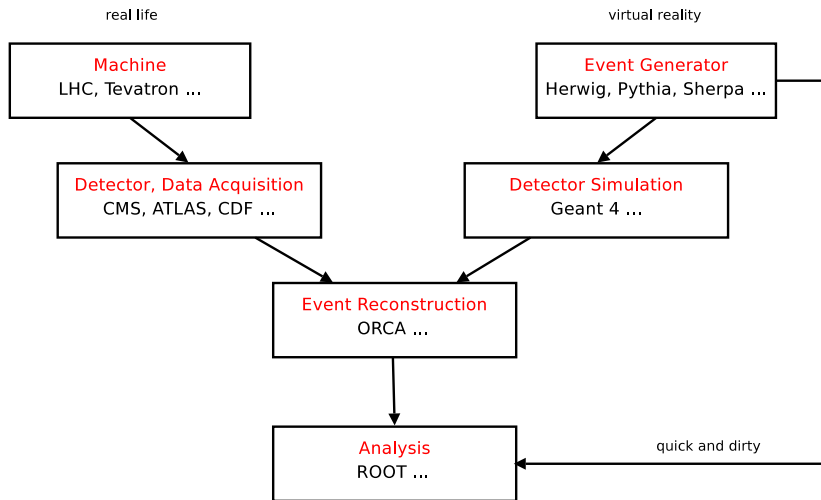 real life
virtual reality
Machine
LHC, Tevatron ...
Event Generator
Herwig, Pythia, Sherpa ...
Detector, Data Acquisition
CMS, ATLAS, CDF ...
Detector Simulation
Geant 4 ...
Event Reconstruction
ORCA ...
Analysis
ROOT ...
quick and dirty